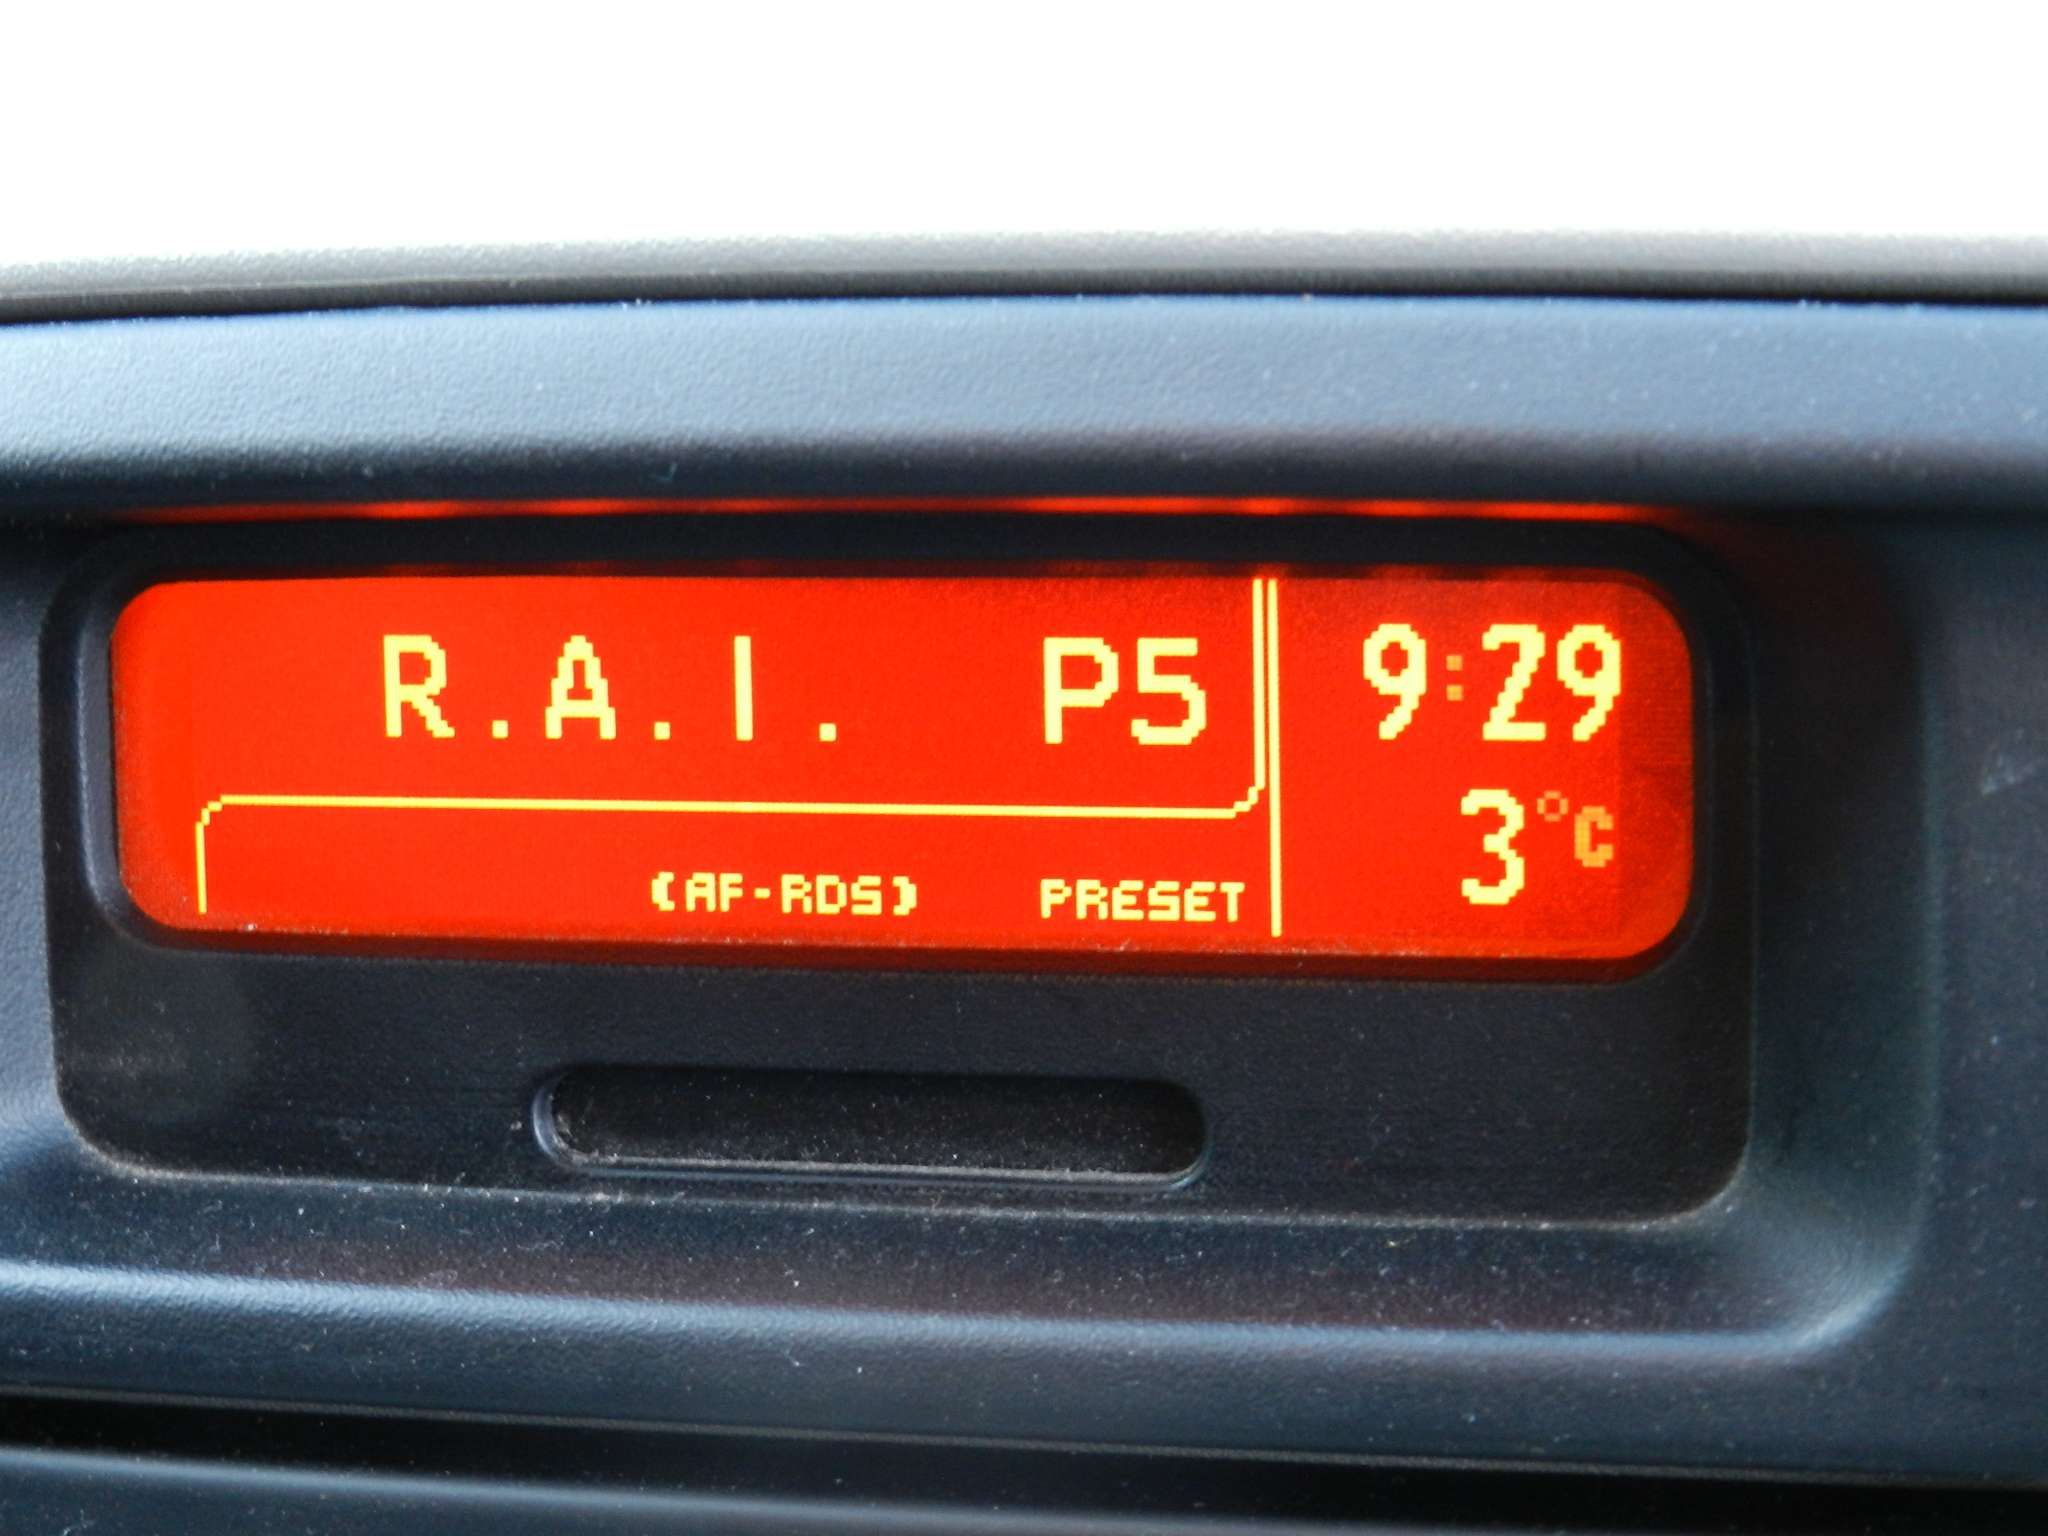 R.A.I. P5
(AF-RDS) PRESET
9:29
3°C